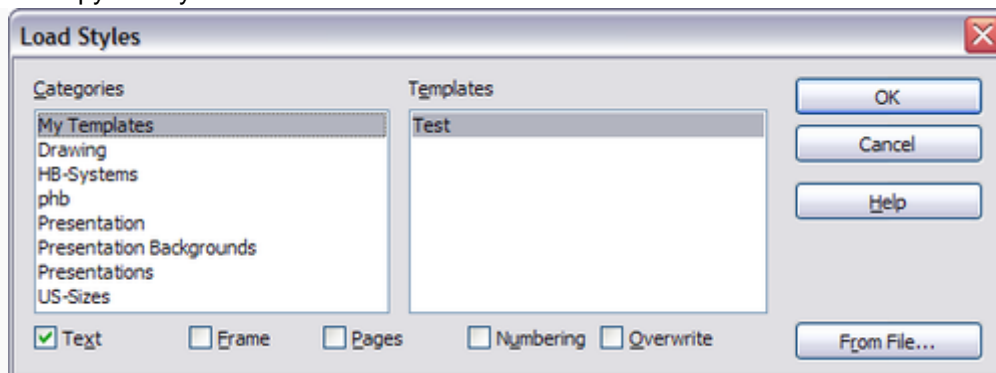 Load Styles
Categories
Templates
My Templates
Drawing
HB-Systems
phb
Presentation
Presentation Backgrounds
Presentations
US-Sizes
Test
OK
Cancel
Help
Text
Frame
Pages
Numbering
Overwrite
From File...